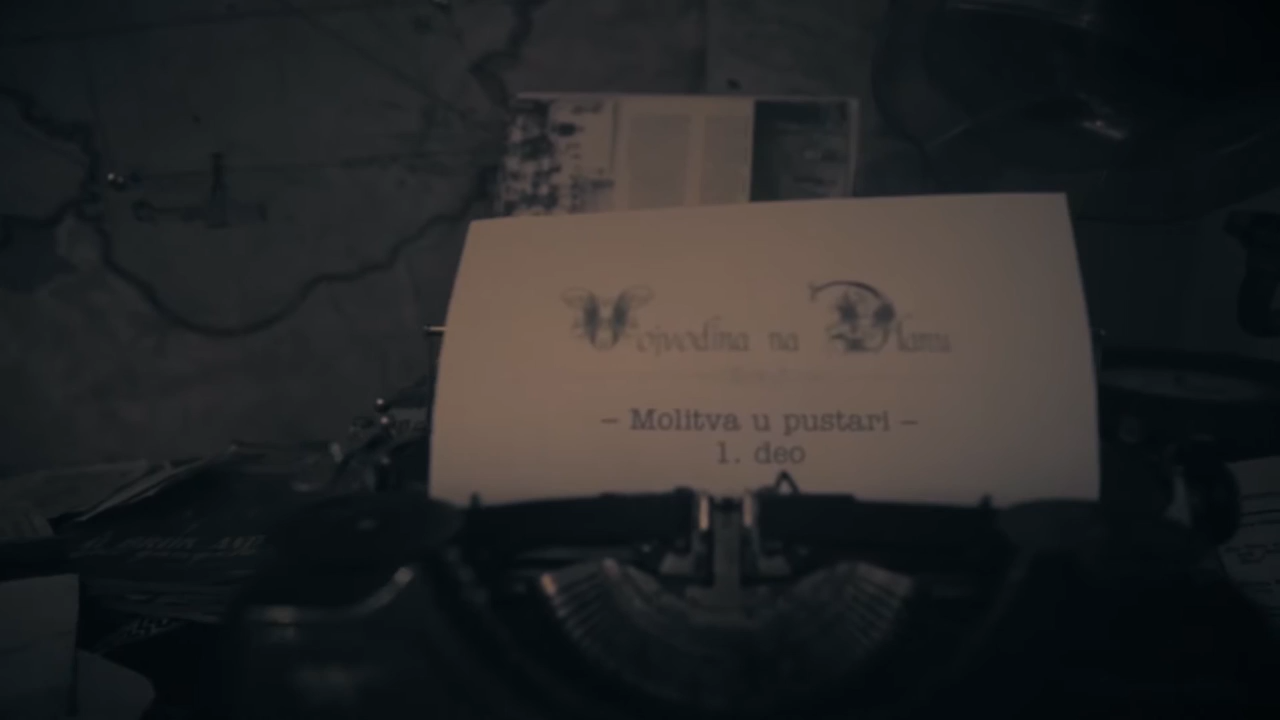 Vojvodina na Dlanu
– Molitva u pustari –
1. deo